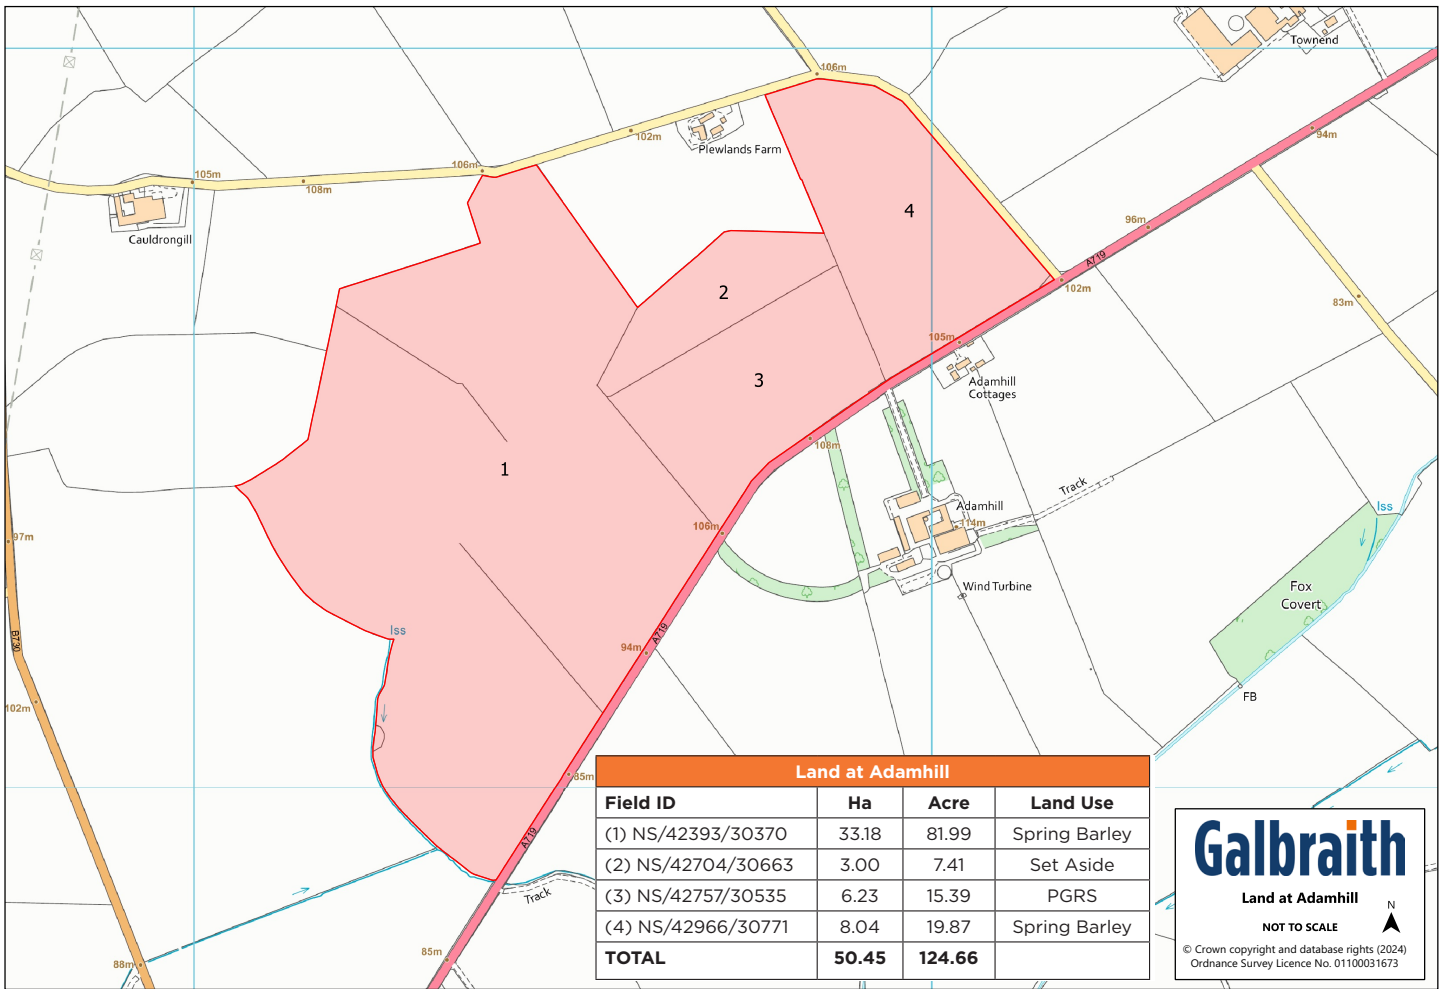 Townend
106m
94m
102m
Plewlands Farm
106m
105m
108m
Cauldrongill
4
96m
A719
102m
83m
2
105m
3
Adamhill
Cottages
108m
1
Track
Adamhill
114m
Iss
106m
97m
Wind Turbine
Fox
Covert
Iss
B730
A719
94m
FB
102m
85m
A719
Track
85m
88m
Land at Adamhill
Field ID Ha Acre Land Use
(1) NS/42393/30370 33.18 81.99 Spring Barley
(2) NS/42704/30663 3.00 7.41 Set Aside
(3) NS/42757/30535 6.23 15.39 PGRS
(4) NS/42966/30771 8.04 19.87 Spring Barley
TOTAL 50.45 124.66
Galbraith
Land at Adamhill
N
NOT TO SCALE
© Crown copyright and database rights (2024)
Ordnance Survey Licence No. 01100031673